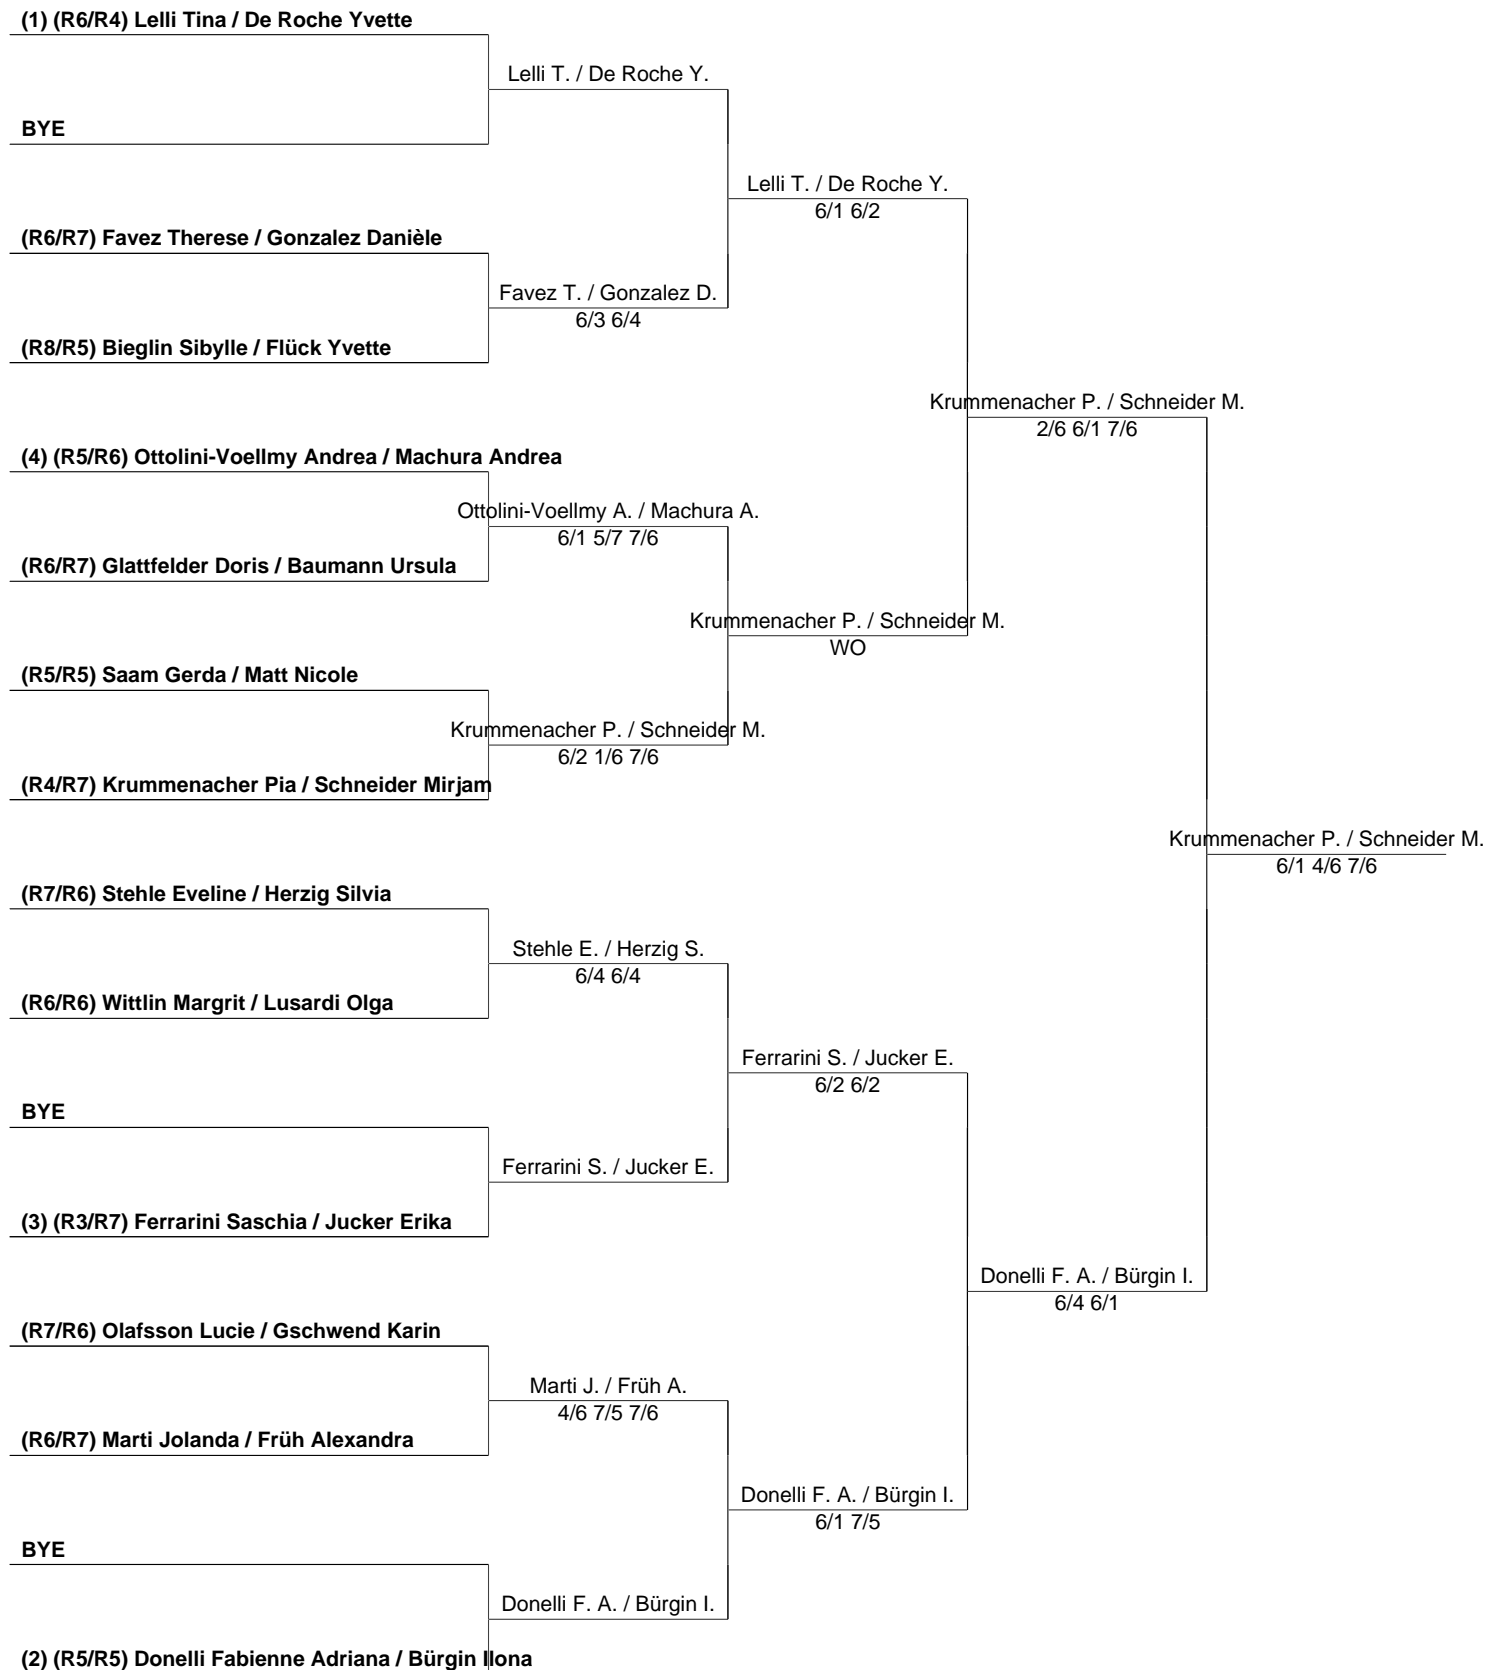 (1) (R6/R4) Lelli Tina / De Roche Yvette
Lelli T. / De Roche Y.
BYE
Lelli T. / De Roche Y.
6/1 6/2
(R6/R7) Favez Therese / Gonzalez Danièle
Favez T. / Gonzalez D.
6/3 6/4
(R8/R5) Bieglin Sibylle / Flück Yvette
Krummenacher P. / Schneider M.
2/6 6/1 7/6
(4) (R5/R6) Ottolini-Voellmy Andrea / Machura Andrea
Ottolini-Voellmy A. / Machura A.
6/1 5/7 7/6
(R6/R7) Glattfelder Doris / Baumann Ursula
Krummenacher P. / Schneider M.
WO
(R5/R5) Saam Gerda / Matt Nicole
Krummenacher P. / Schneider M.
6/2 1/6 7/6
(R4/R7) Krummenacher Pia / Schneider Mirjam
Krummenacher P. / Schneider M.
6/1 4/6 7/6
(R7/R6) Stehle Eveline / Herzig Silvia
Stehle E. / Herzig S.
6/4 6/4
(R6/R6) Wittlin Margrit / Lusardi Olga
Ferrarini S. / Jucker E.
6/2 6/2
BYE
Ferrarini S. / Jucker E.
(3) (R3/R7) Ferrarini Saschia / Jucker Erika
Donelli F. A. / Bürgin I.
6/4 6/1
(R7/R6) Olafsson Lucie / Gschwend Karin
Marti J. / Früh A.
4/6 7/5 7/6
(R6/R7) Marti Jolanda / Früh Alexandra
Donelli F. A. / Bürgin I.
6/1 7/5
BYE
Donelli F. A. / Bürgin I.
(2) (R5/R5) Donelli Fabienne Adriana / Bürgin Ilona